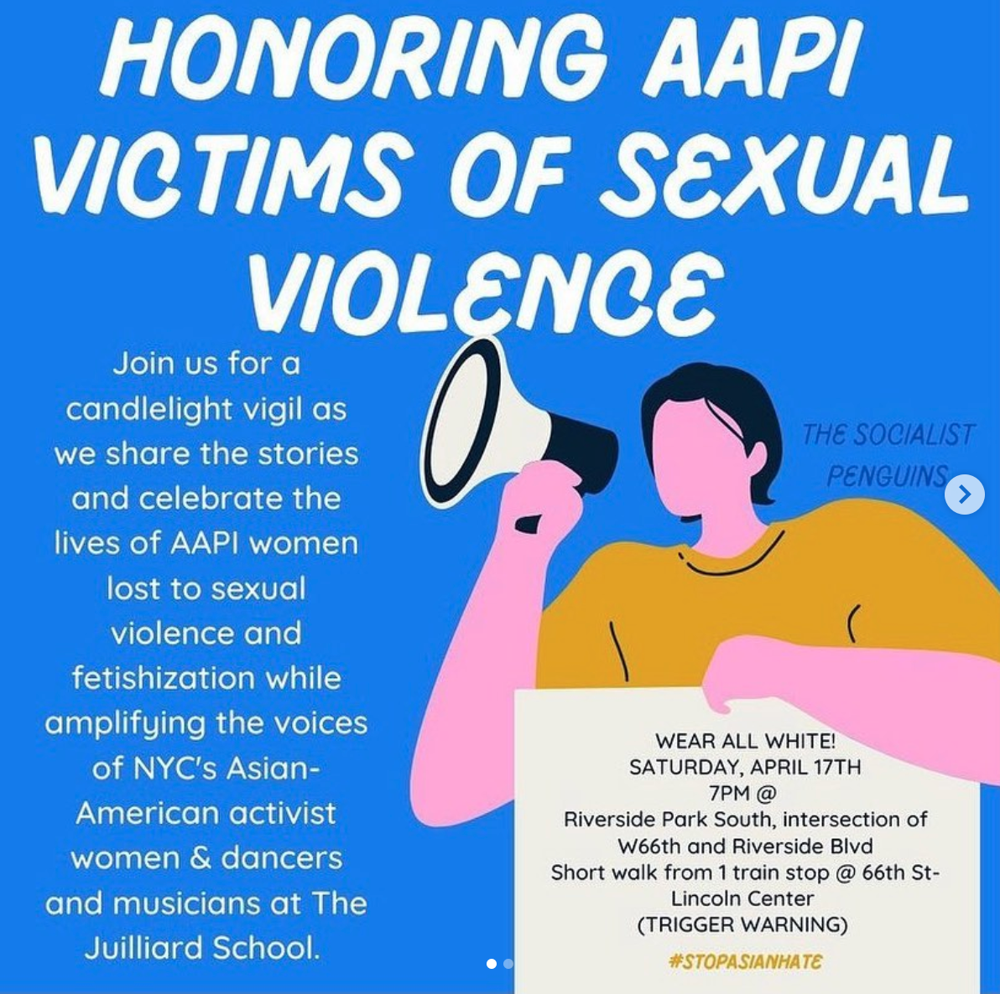 HONORING AAPI
VICTIMS OF SEXUAL
VIOLENCE
Join us for a
candlelight vigil as
we share the stories
and celebrate the
lives of AAPI women
lost to sexual
violence and
fetishization while
amplifying the voices
of NYC's Asian-
American activist
women & dancers
and musicians at The
Juilliard School.
THE SOCIALIST
PENGUINS
WEAR ALL WHITE!
SATURDAY, APRIL 17TH
7PM @
Riverside Park South, intersection of
W66th and Riverside Blvd
Short walk from 1 train stop @ 66th St-
Lincoln Center
(TRIGGER WARNING)
#STOPASIANHATE